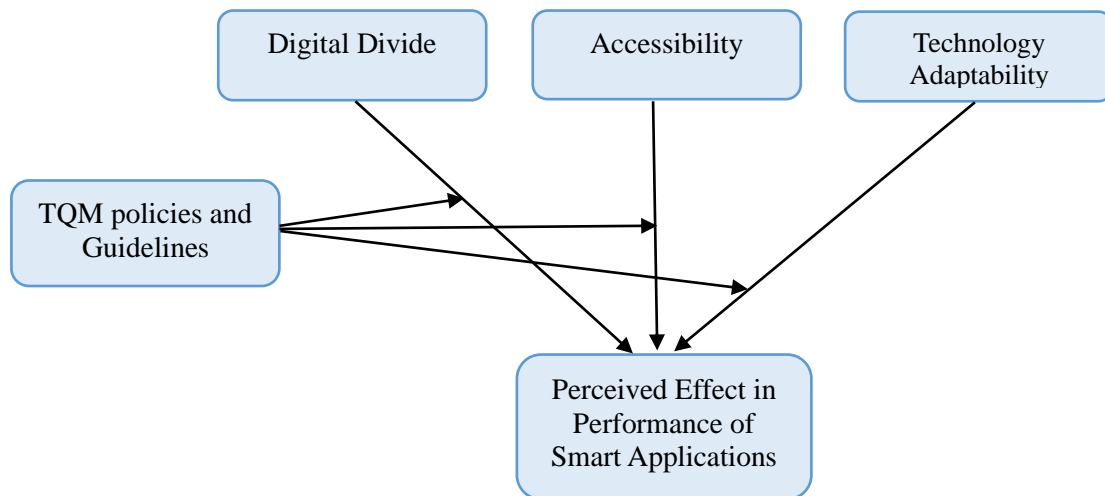 Digital Divide
Accessibility
Technology
Adaptability
TQM policies and
Guidelines
Perceived Effect in
Performance of
Smart Applications